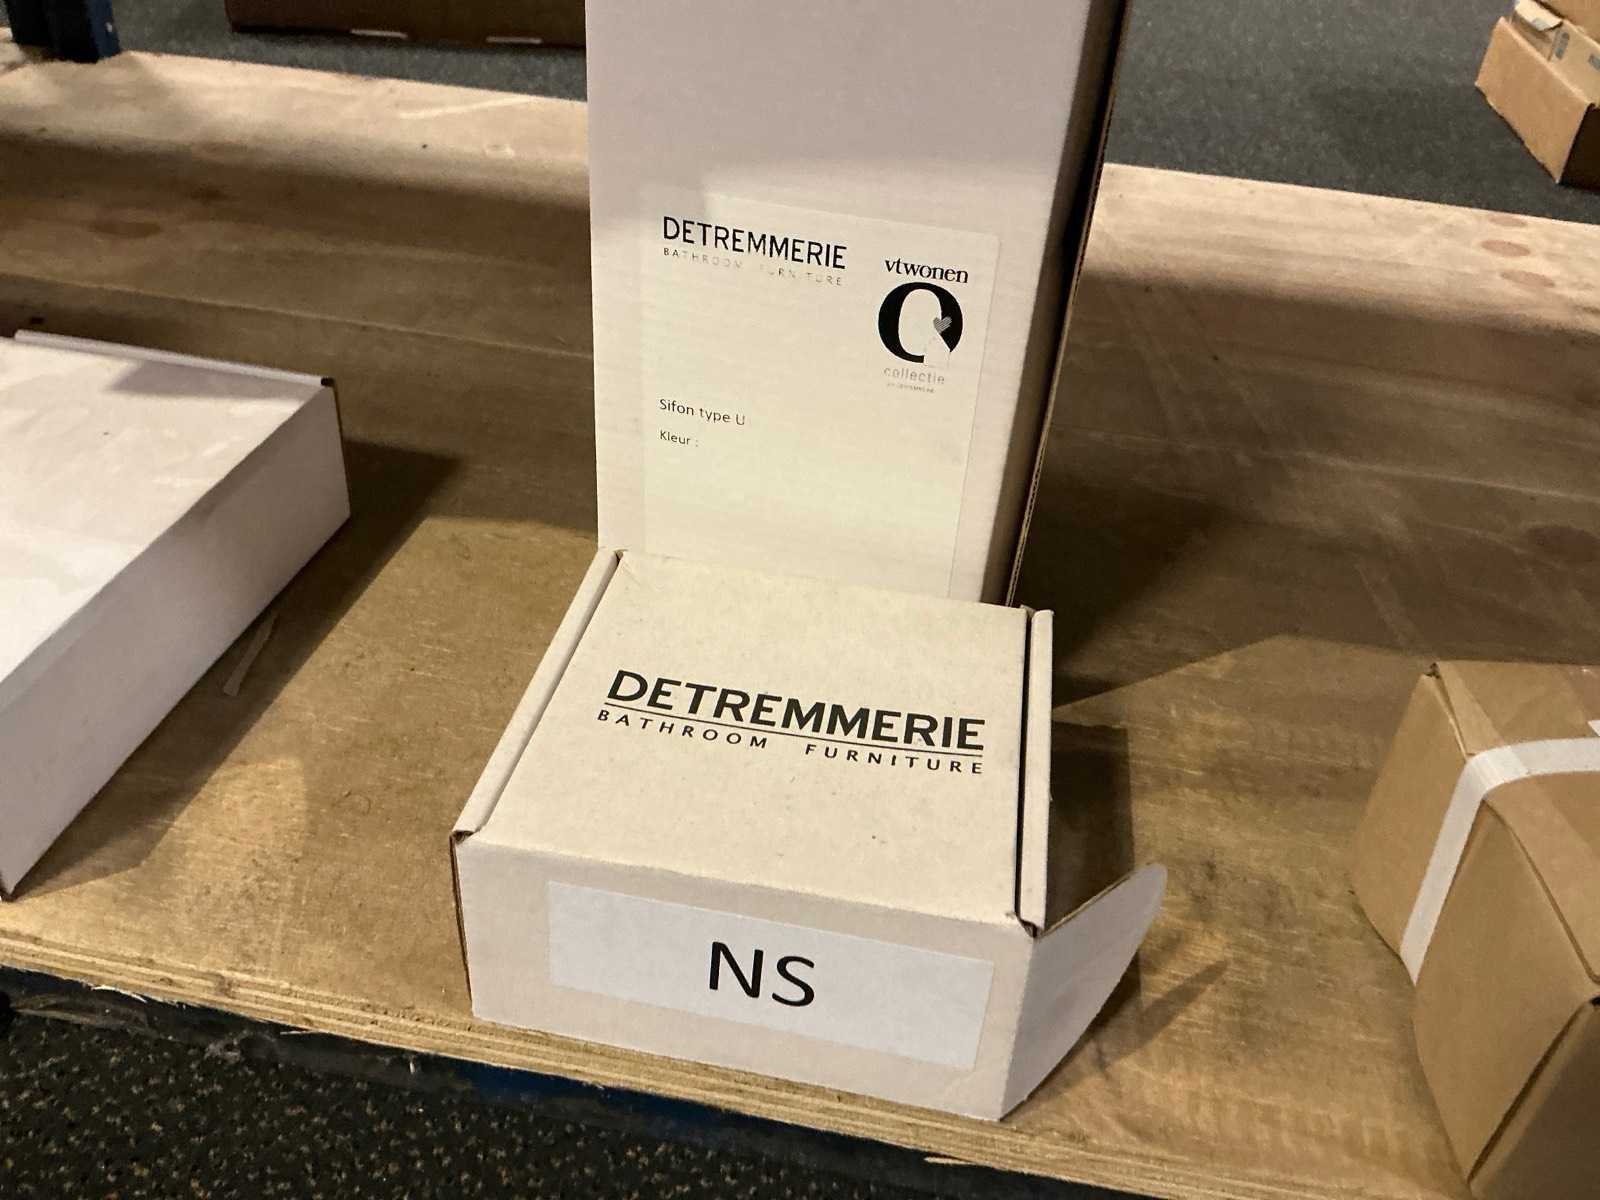 DETREMMERIE
BATHROOM FURNITURE
vtwonen
collectie
Sifon type U
Kleur :
DETREMMERIE
BATHROOM FURNITURE
NS